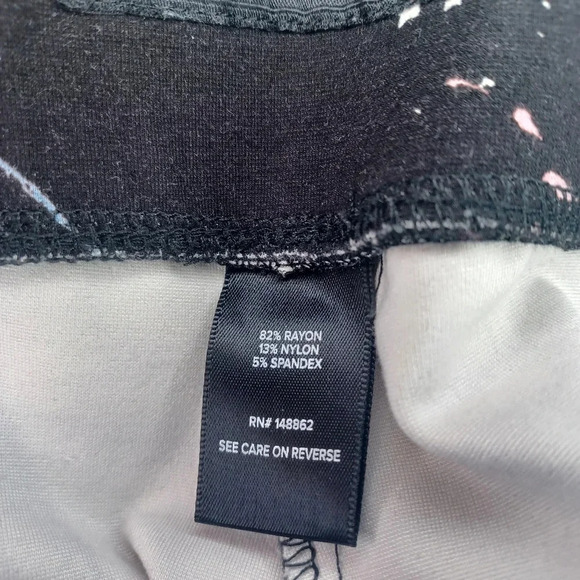 82% RAYON
13% NYLON
5% SPANDEX
RN# 148862
SEE CARE ON REVERSE